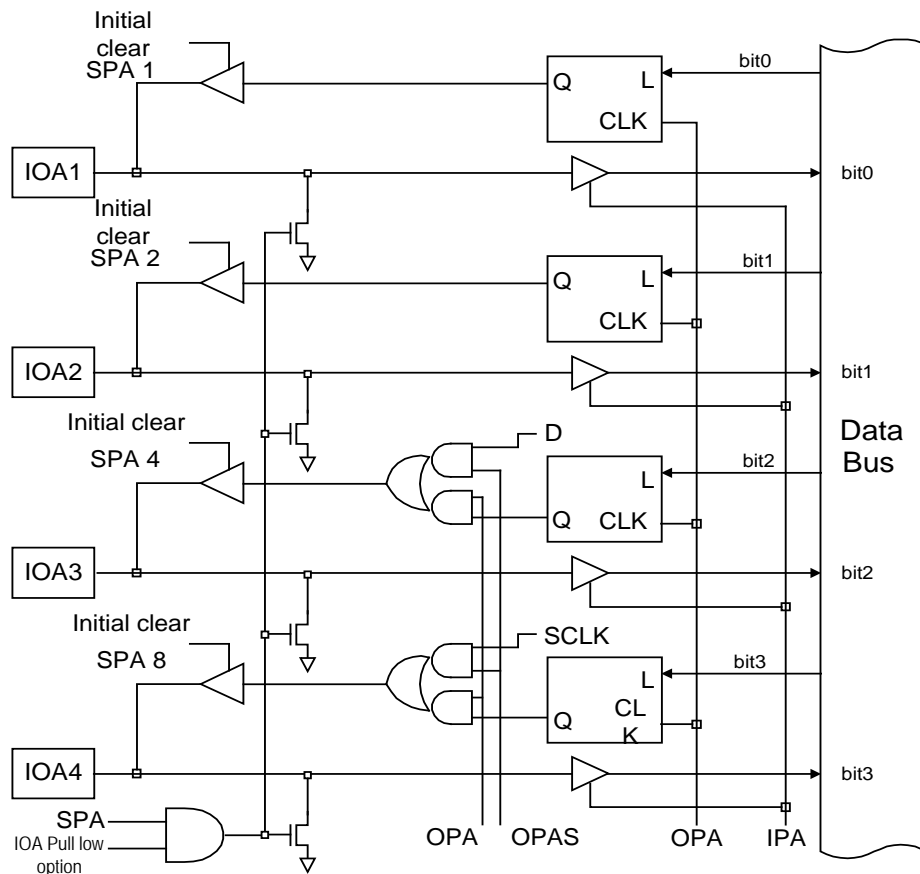 Initial
clear
SPA 1
bit0
Q
L
CLK
IOA1
bit0
Initial
clear
SPA 2
bit1
Q
L
CLK
IOA2
bit1
Initial clear
SPA 4
D
Data
Bus
bit2
L
Q
CLK
IOA3
bit2
Initial clear
SPA 8
SCLK
bit3
L
Q
CL
K
IOA4
bit3
SPA
IOA Pull low
option
OPA
OPAS
OPA
IPA